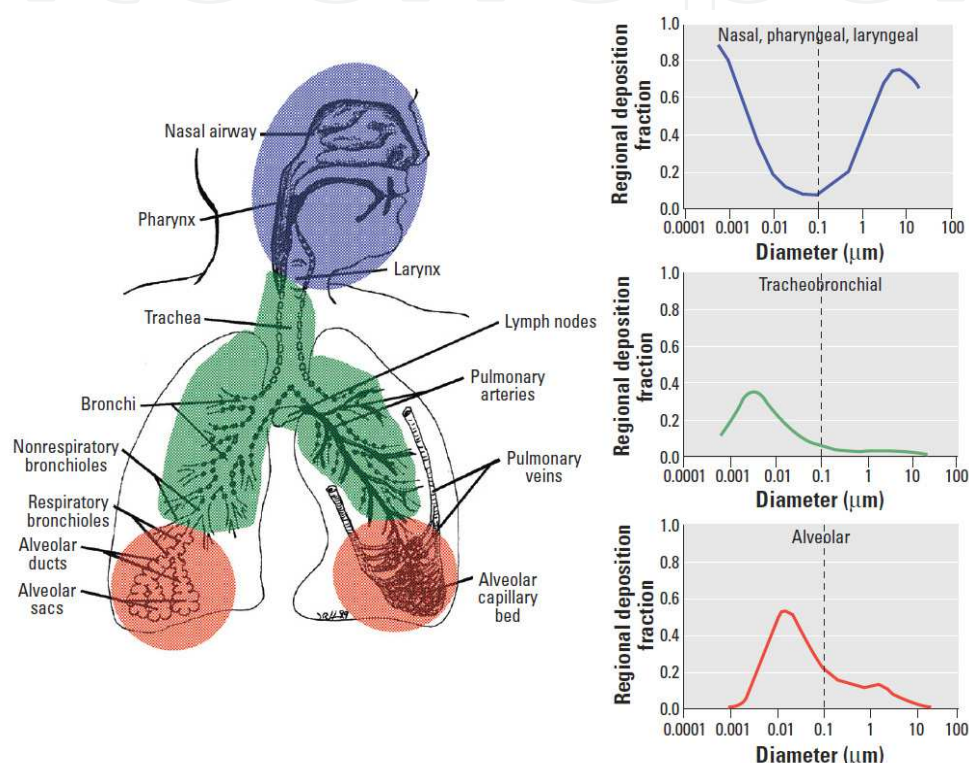 Nasal airway
Pharynx
Larynx
Trachea
Lymph nodes
Bronchi
Pulmonary
arteries
Nonrespiratory
bronchioles
Pulmonary
veins
Respiratory
bronchioles
Alveolar
ducts
Alveolar
sacs
Alveolar
capillary
bed
Nasal, pharyngeal, laryngeal
Regional deposition
fraction
1.0
0.8
0.6
0.4
0.2
0.0
0.0001 0.001 0.01 0.1 1 10 100
Diameter (μm)
Tracheobronchial
Regional deposition
fraction
1.0
0.8
0.6
0.4
0.2
0.0
0.0001 0.001 0.01 0.1 1 10 100
Diameter (μm)
Alveolar
Regional deposition
fraction
1.0
0.8
0.6
0.4
0.2
0.0
0.0001 0.001 0.01 0.1 1 10 100
Diameter (μm)